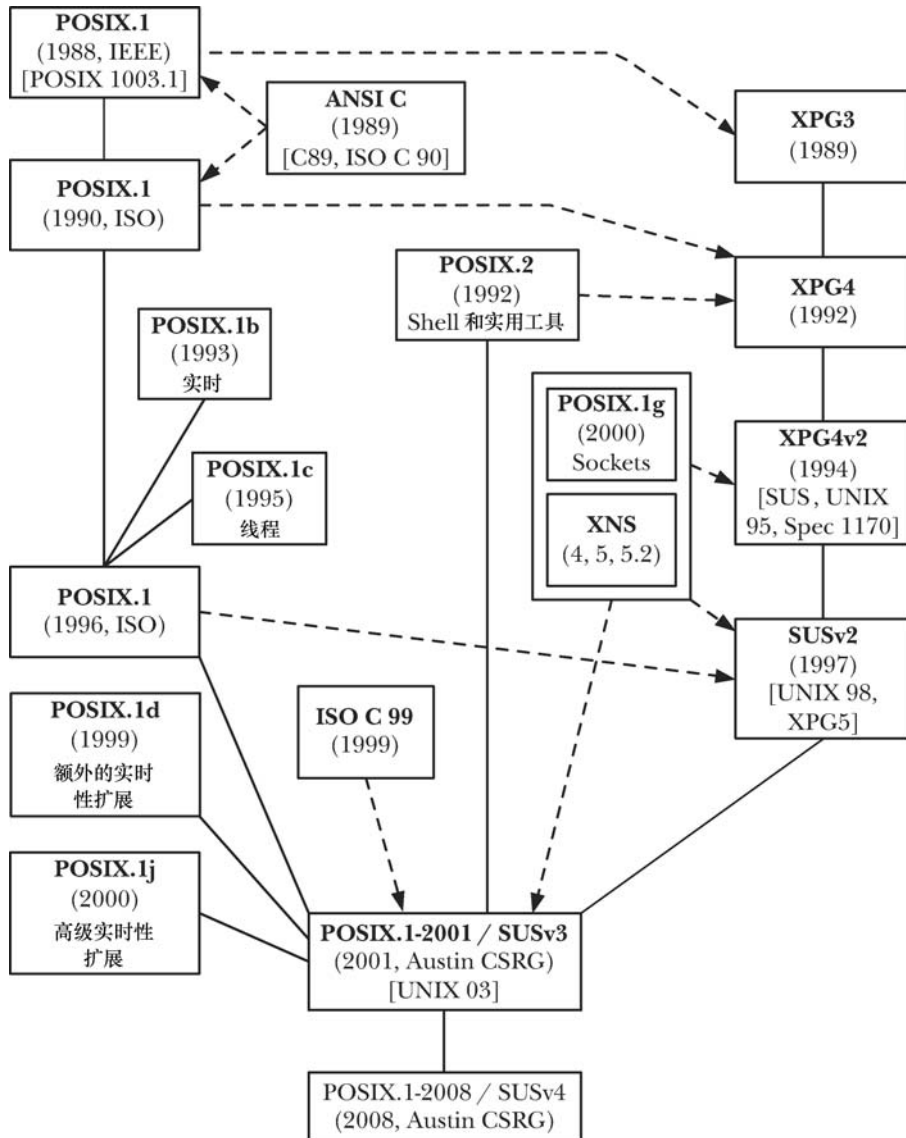 POSIX.1
(1988, IEEE)
[POSIX 1003.1]
ANSI C
(1989)
[C89, ISO C 90]
XPG3
(1989)
POSIX.1
(1990, ISO)
POSIX.2
(1992)
Shell 和实用工具
XPG4
(1992)
POSIX.1b
(1993)
实时
POSIX.1g
(2000)
Sockets
XNS
(4, 5, 5.2)
XPG4v2
(1994)
[SUS, UNIX
95, Spec 1170]
POSIX.1c
(1995)
线程
POSIX.1
(1996, ISO)
SUSv2
(1997)
[UNIX 98,
XPG5]
POSIX.1d
(1999)
额外的实时
性扩展
ISO C 99
(1999)
POSIX.1j
(2000)
高级实时性
扩展
POSIX.1-2001 / SUSv3
(2001, Austin CSRG)
[UNIX 03]
POSIX.1-2008 / SUSv4
(2008, Austin CSRG)